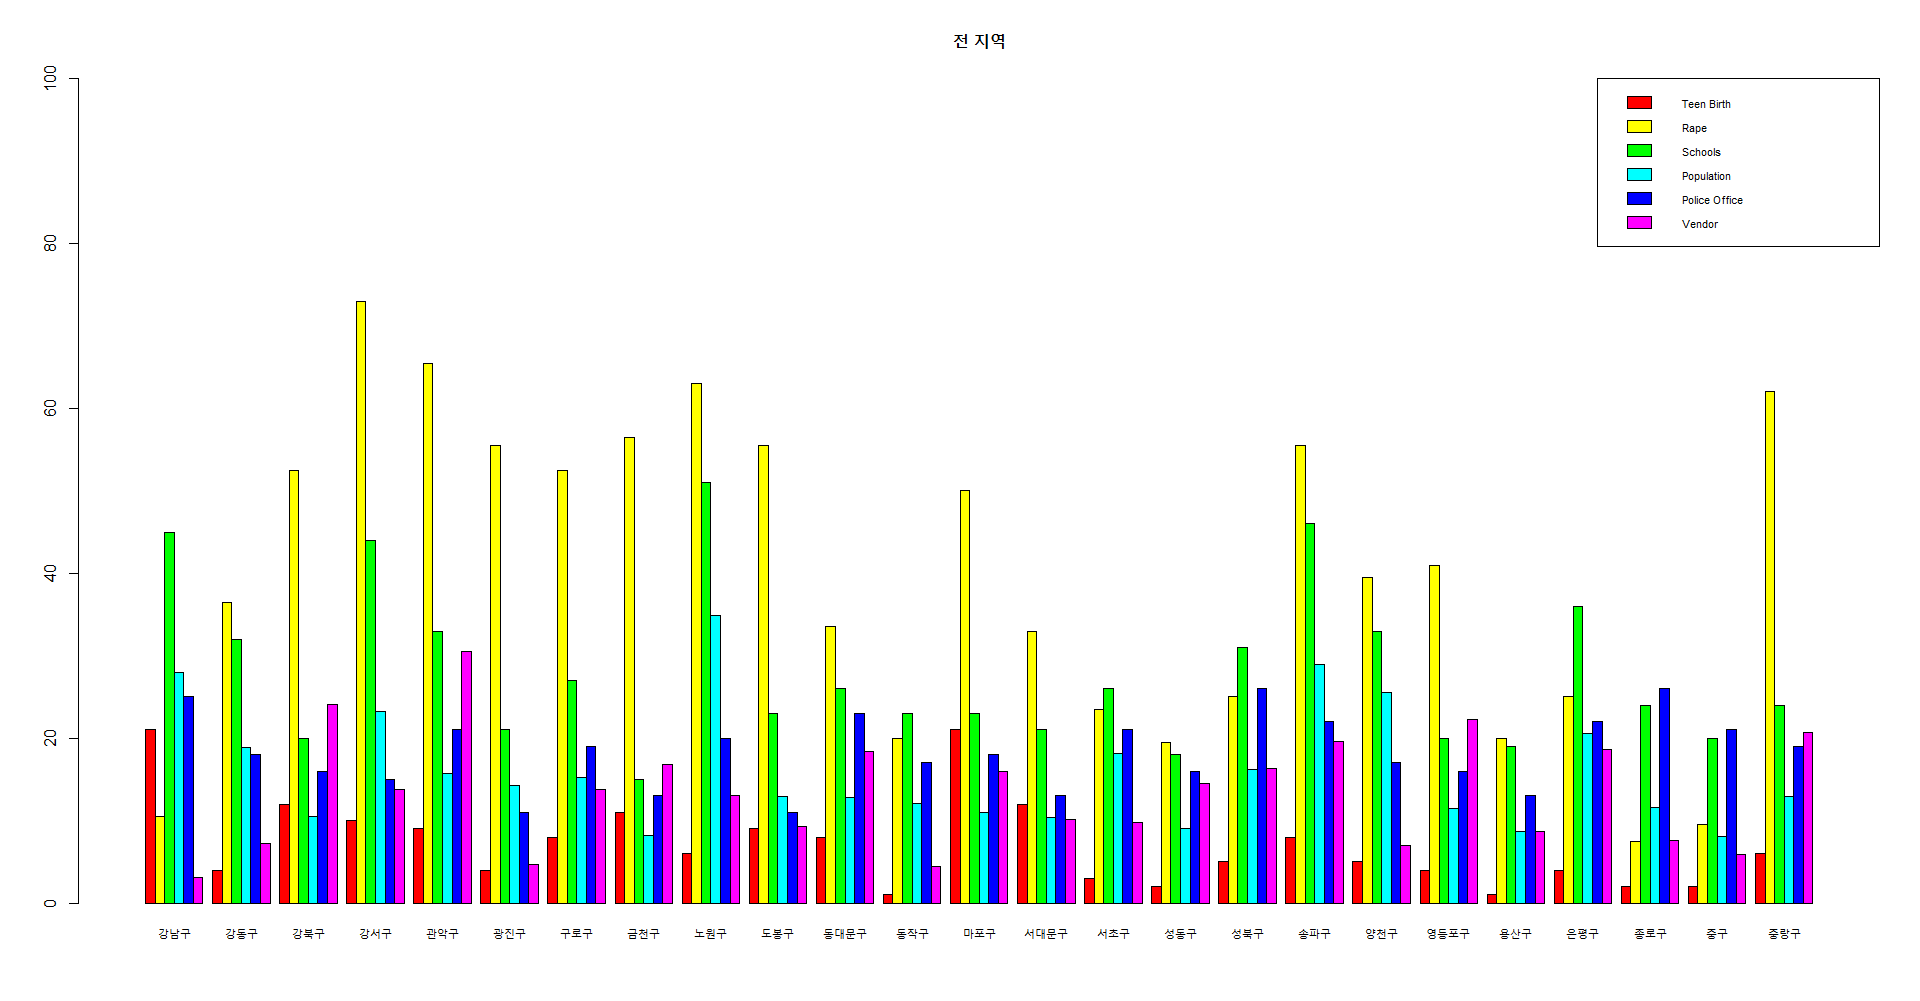 전 지역
100
80
60
40
20
0
Teen Birth
Rape
Schools
Population
Police Office
Vendor
강남구 강동구 강북구 강서구 관악구 광진구 구로구 금천구 노원구 도봉구 동대문구 동작구 마포구 서대문구 서초구 성동구 성북구 송파구 양천구 영등포구 용산구 은평구 종로구 중구 중랑구